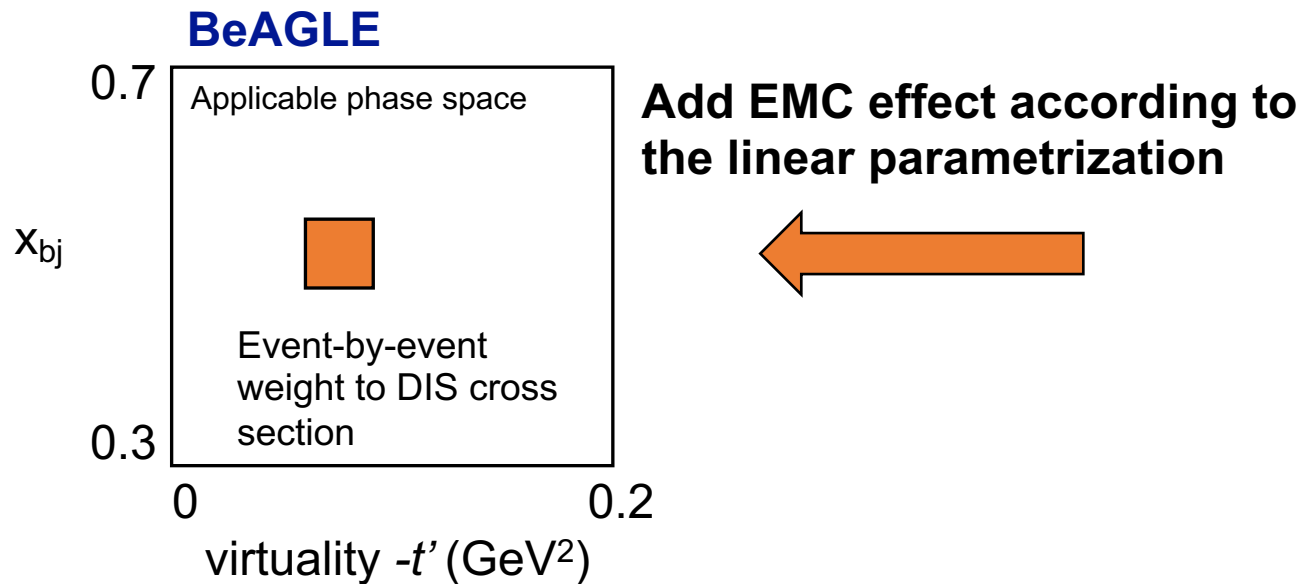 BeAGLE
0.7
Applicable phase space
Add EMC effect according to
the linear parametrization
x_bj
Event-by-event
weight to DIS cross
section
0.3
0
0.2
virtuality -t’ (GeV²)